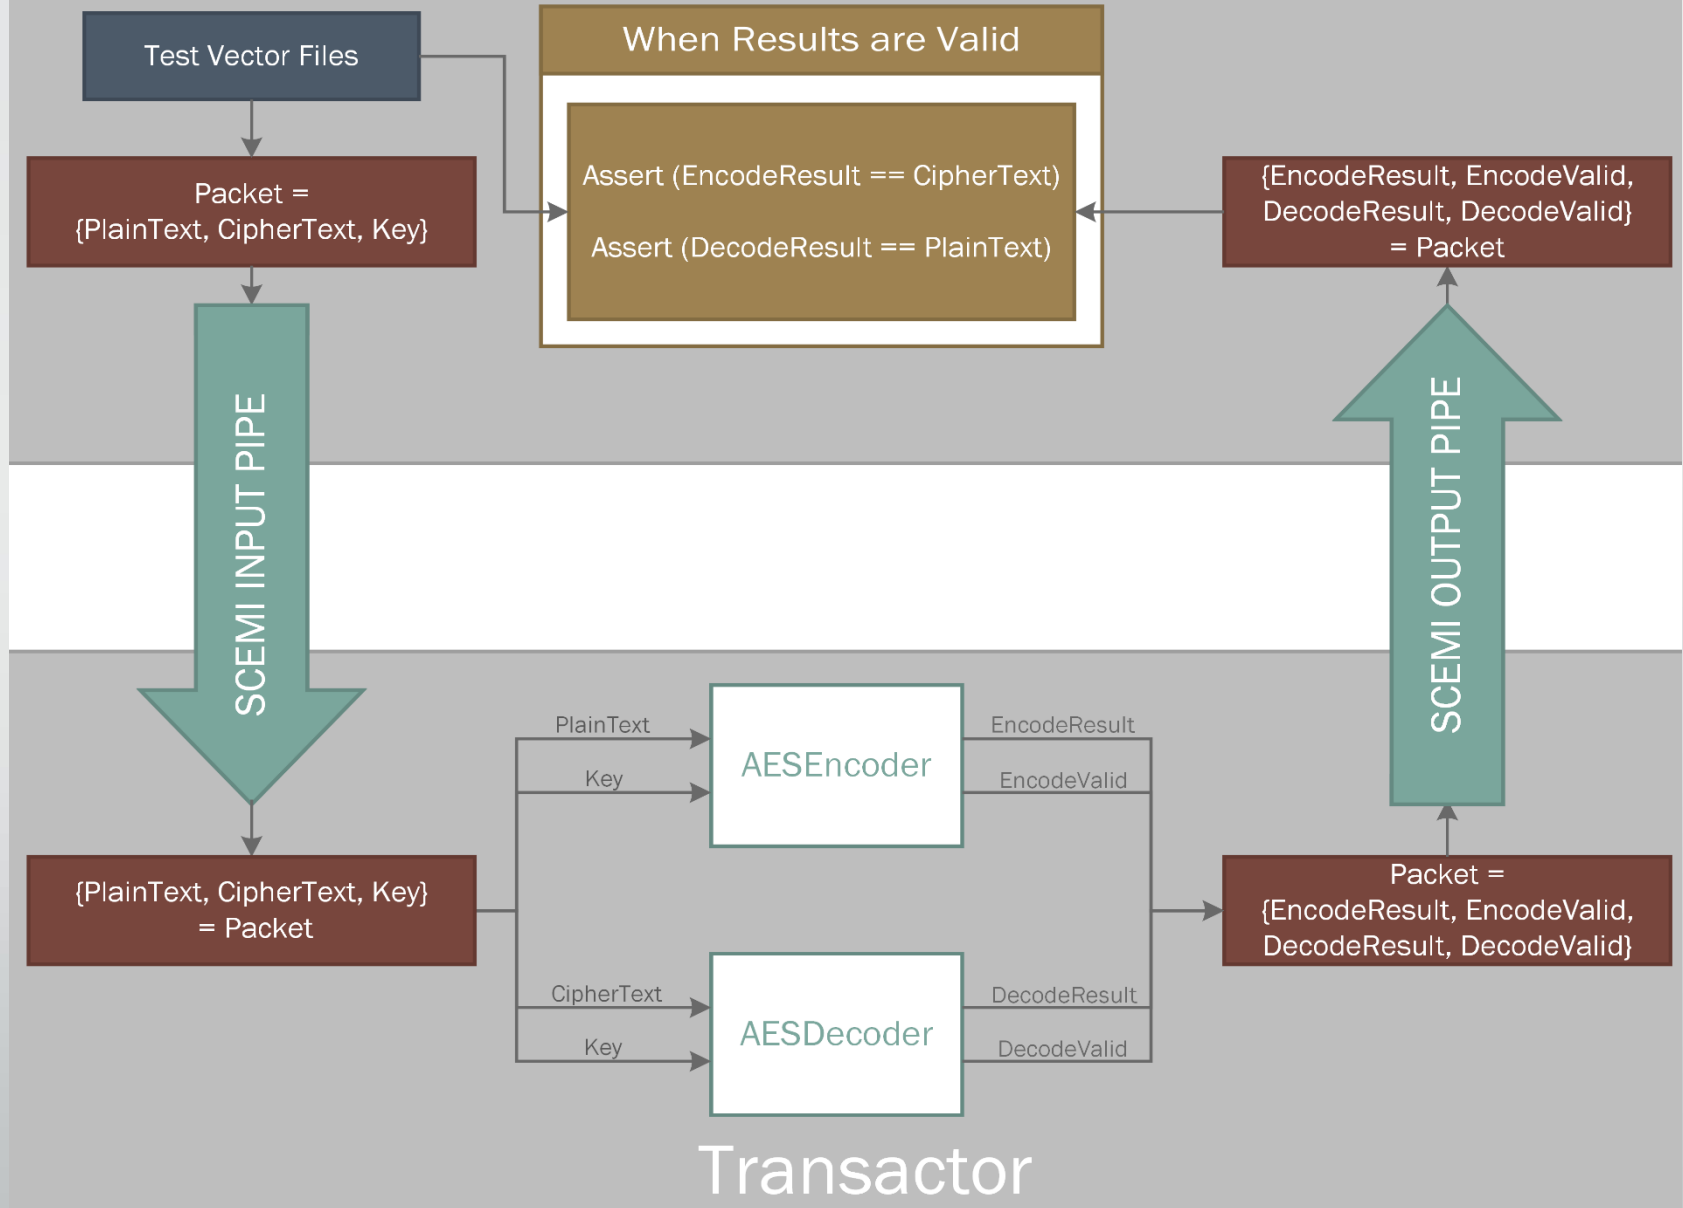 Test Vector Files
When Results are Valid
Packet =
{PlainText, CipherText, Key}
Assert (EncodeResult == CipherText)
Assert (DecodeResult == PlainText)
{EncodeResult, EncodeValid,
DecodeResult, DecodeValid}
= Packet
SCEMI INPUT PIPE
SCEMI OUTPUT PIPE
{PlainText, CipherText, Key}
= Packet
PlainText
Key
AESEncoder
EncodeResult
EncodeValid
CipherText
Key
AESDecoder
DecodeResult
DecodeValid
Packet =
{EncodeResult, EncodeValid,
DecodeResult, DecodeValid}
Transactor